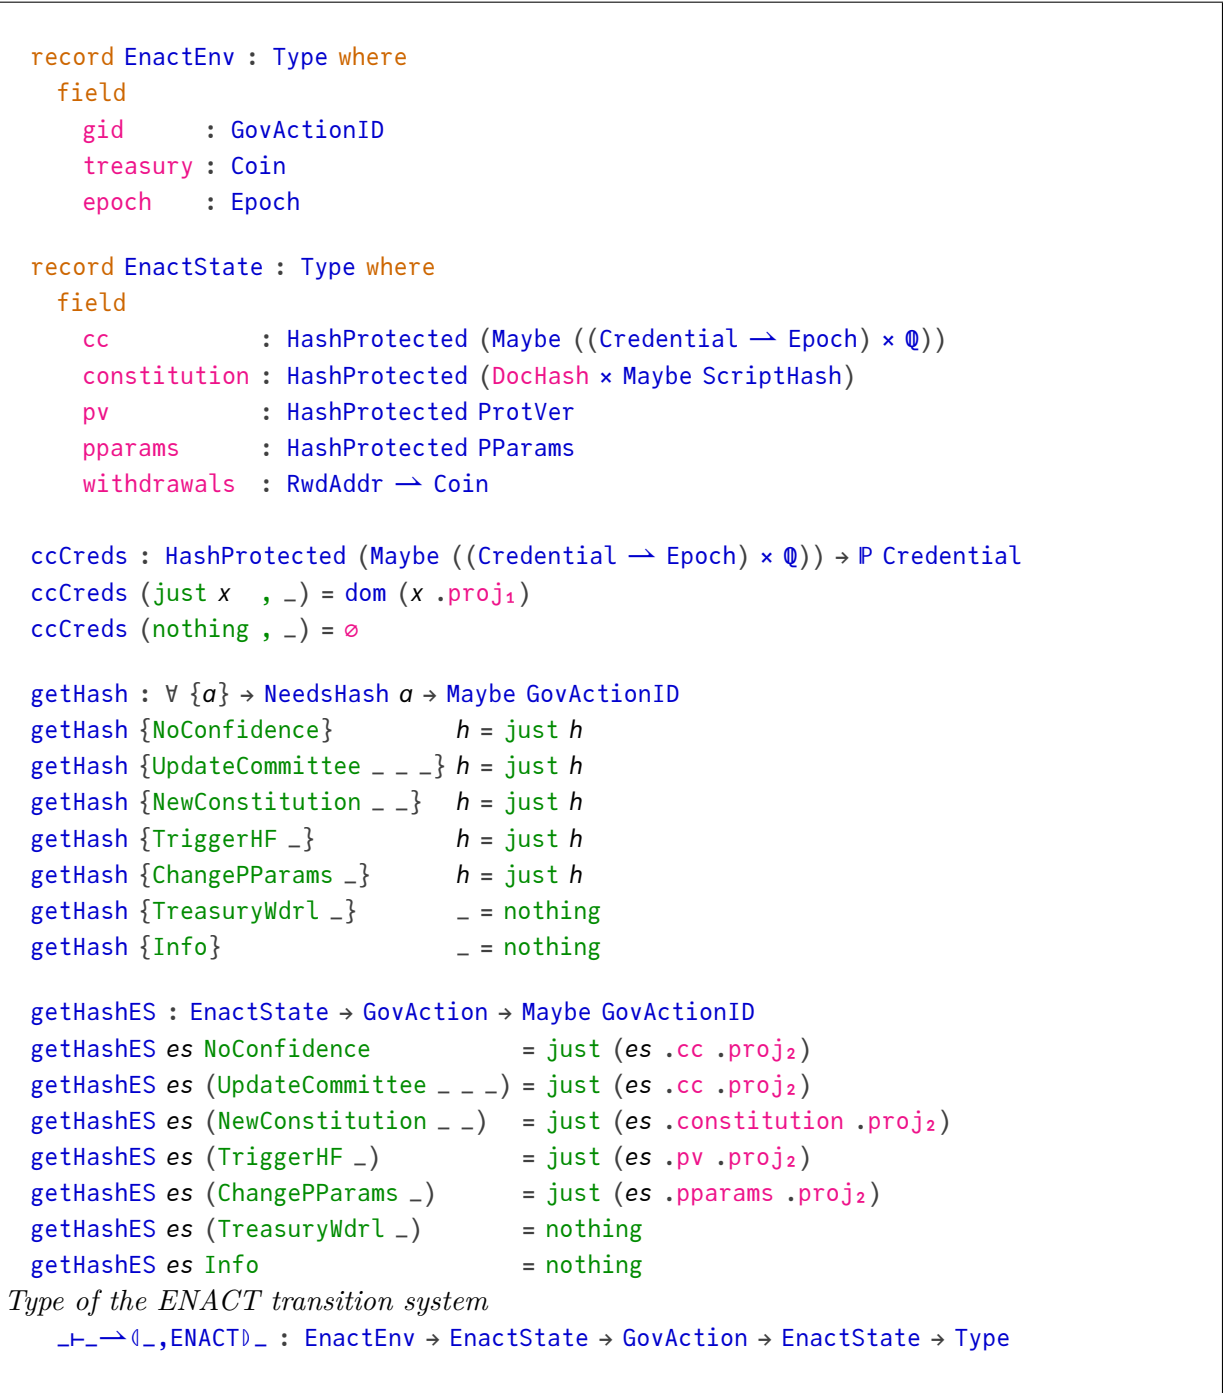 record EnactEnv : Type where
  field
    gid      : GovActionID
    treasury : Coin
    epoch    : Epoch
record EnactState : Type where
  field
    cc           : HashProtected (Maybe ((Credential ⇀ Epoch) × ℚ))
    constitution : HashProtected (DocHash × Maybe ScriptHash)
    pv           : HashProtected ProtVer
    pparams      : HashProtected PParams
    withdrawals  : RwdAddr ⇀ Coin
ccCreds : HashProtected (Maybe ((Credential ⇀ Epoch) × ℚ)) → ℙ Credential
ccCreds (just x   , _) = dom (x .proj₁)
ccCreds (nothing , _) = ∅
getHash : ∀ {a} → NeedsHash a → Maybe GovActionID
getHash {NoConfidence}          h = just h
getHash {UpdateCommittee _ _ _} h = just h
getHash {NewConstitution _ _}   h = just h
getHash {TriggerHF _}           h = just h
getHash {ChangePParams _}       h = just h
getHash {TreasuryWdrl _}        _ = nothing
getHash {Info}                  _ = nothing
getHashES : EnactState → GovAction → Maybe GovActionID
getHashES es NoConfidence            = just (es .cc .proj₂)
getHashES es (UpdateCommittee _ _ _) = just (es .cc .proj₂)
getHashES es (NewConstitution _ _)   = just (es .constitution .proj₂)
getHashES es (TriggerHF _)           = just (es .pv .proj₂)
getHashES es (ChangePParams _)       = just (es .pparams .proj₂)
getHashES es (TreasuryWdrl _)        = nothing
getHashES es Info                    = nothing
Type of the ENACT transition system
  _⊢_⇀⦇_,ENACT⦈_ : EnactEnv → EnactState → GovAction → EnactState → Type